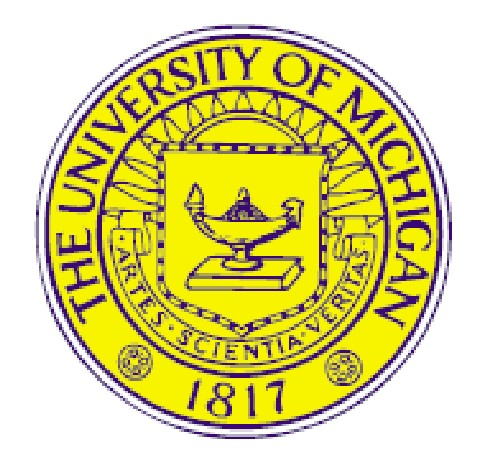 THE UNIVERSITY OF MICHIGAN
ARTES · SCIENTIA · VERITAS
1817